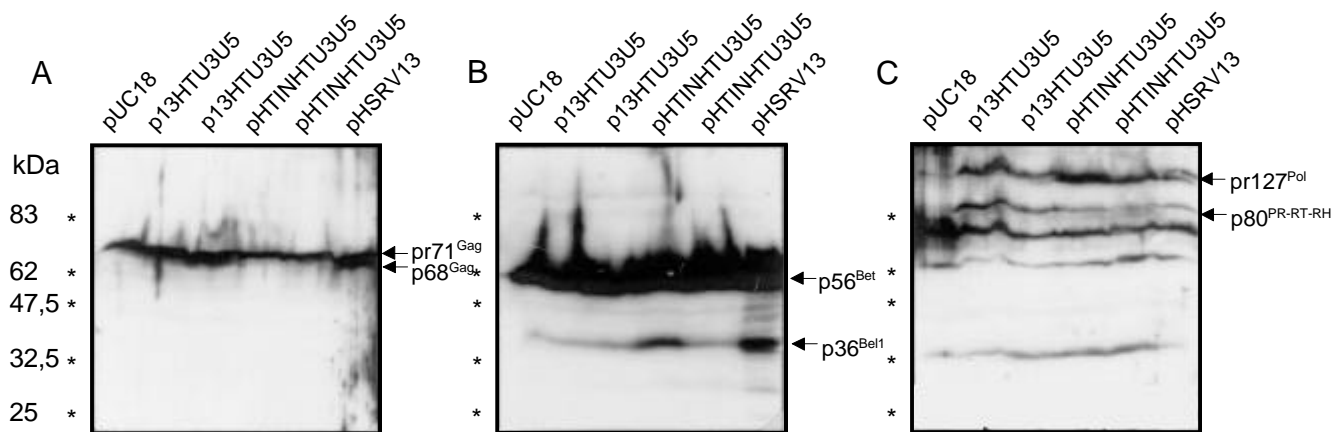 A
pUC18
p13HTU3U5
p13HTU3U5
pHTINHTU3U5
pHTINHTU3U5
pHSRV13
B
pUC18
p13HTU3U5
p13HTU3U5
pHTINHTU3U5
pHTINHTU3U5
pHSRV13
C
pUC18
p13HTU3U5
p13HTU3U5
pHTINHTU3U5
pHTINHTU3U5
pHSRV13
kDa
83 *
62 *
47,5 *
32,5 *
25 *
pr71Gag
p68Gag
*
*
*
*
*
p56Bet
p36Bel1
*
*
*
*
*
pr127Pol
p80PR-RT-RH